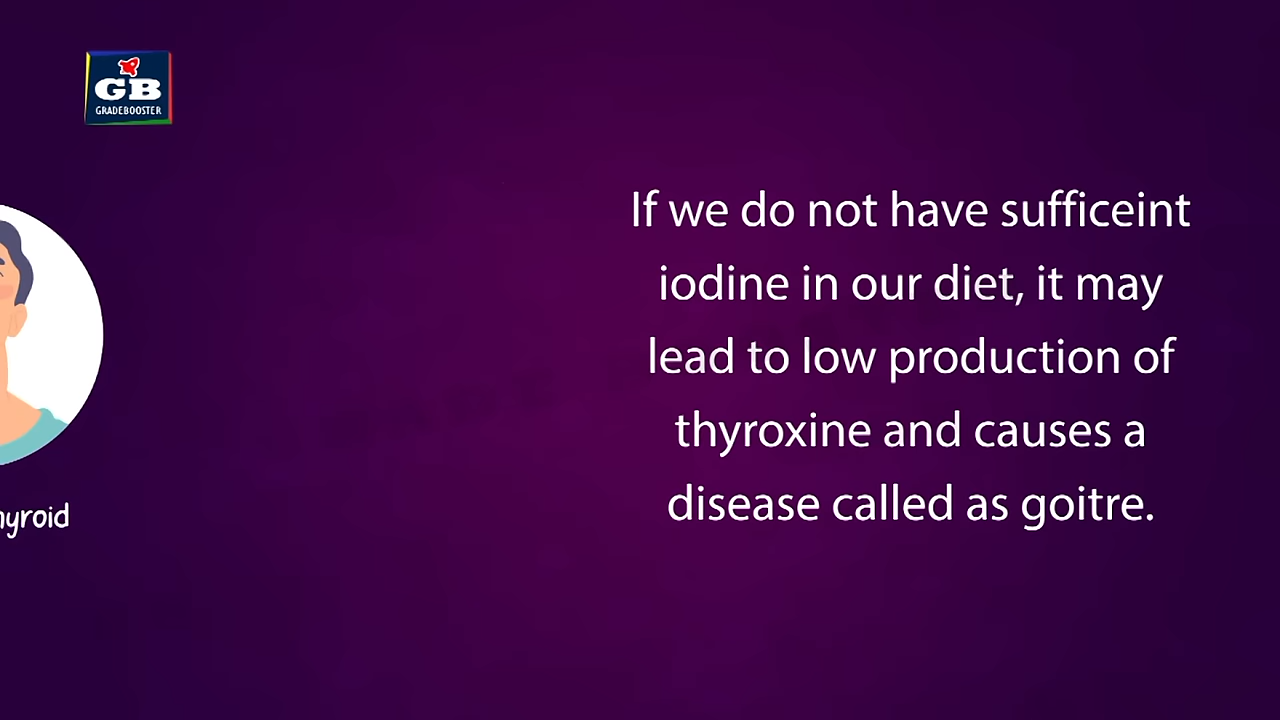 GB
GRADEBOOSTER
If we do not have sufficeint
iodine in our diet, it may
lead to low production of
thyroxine and causes a
disease called as goitre.
hyroid